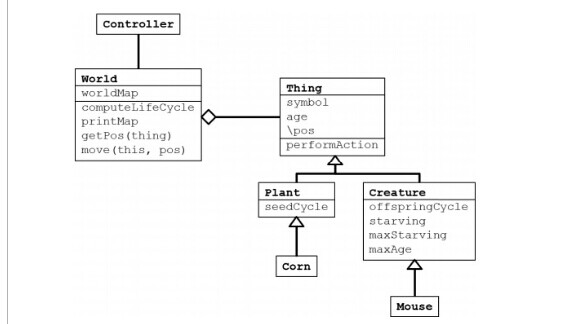 Controller
World
worldMap
computeLifeCycle
printMap
getPos(thing)
move(this, pos)
Thing
symbol
age
\pos
performAction
Plant
seedCycle
Creature
offspringCycle
starving
maxStarving
maxAge
Corn
Mouse